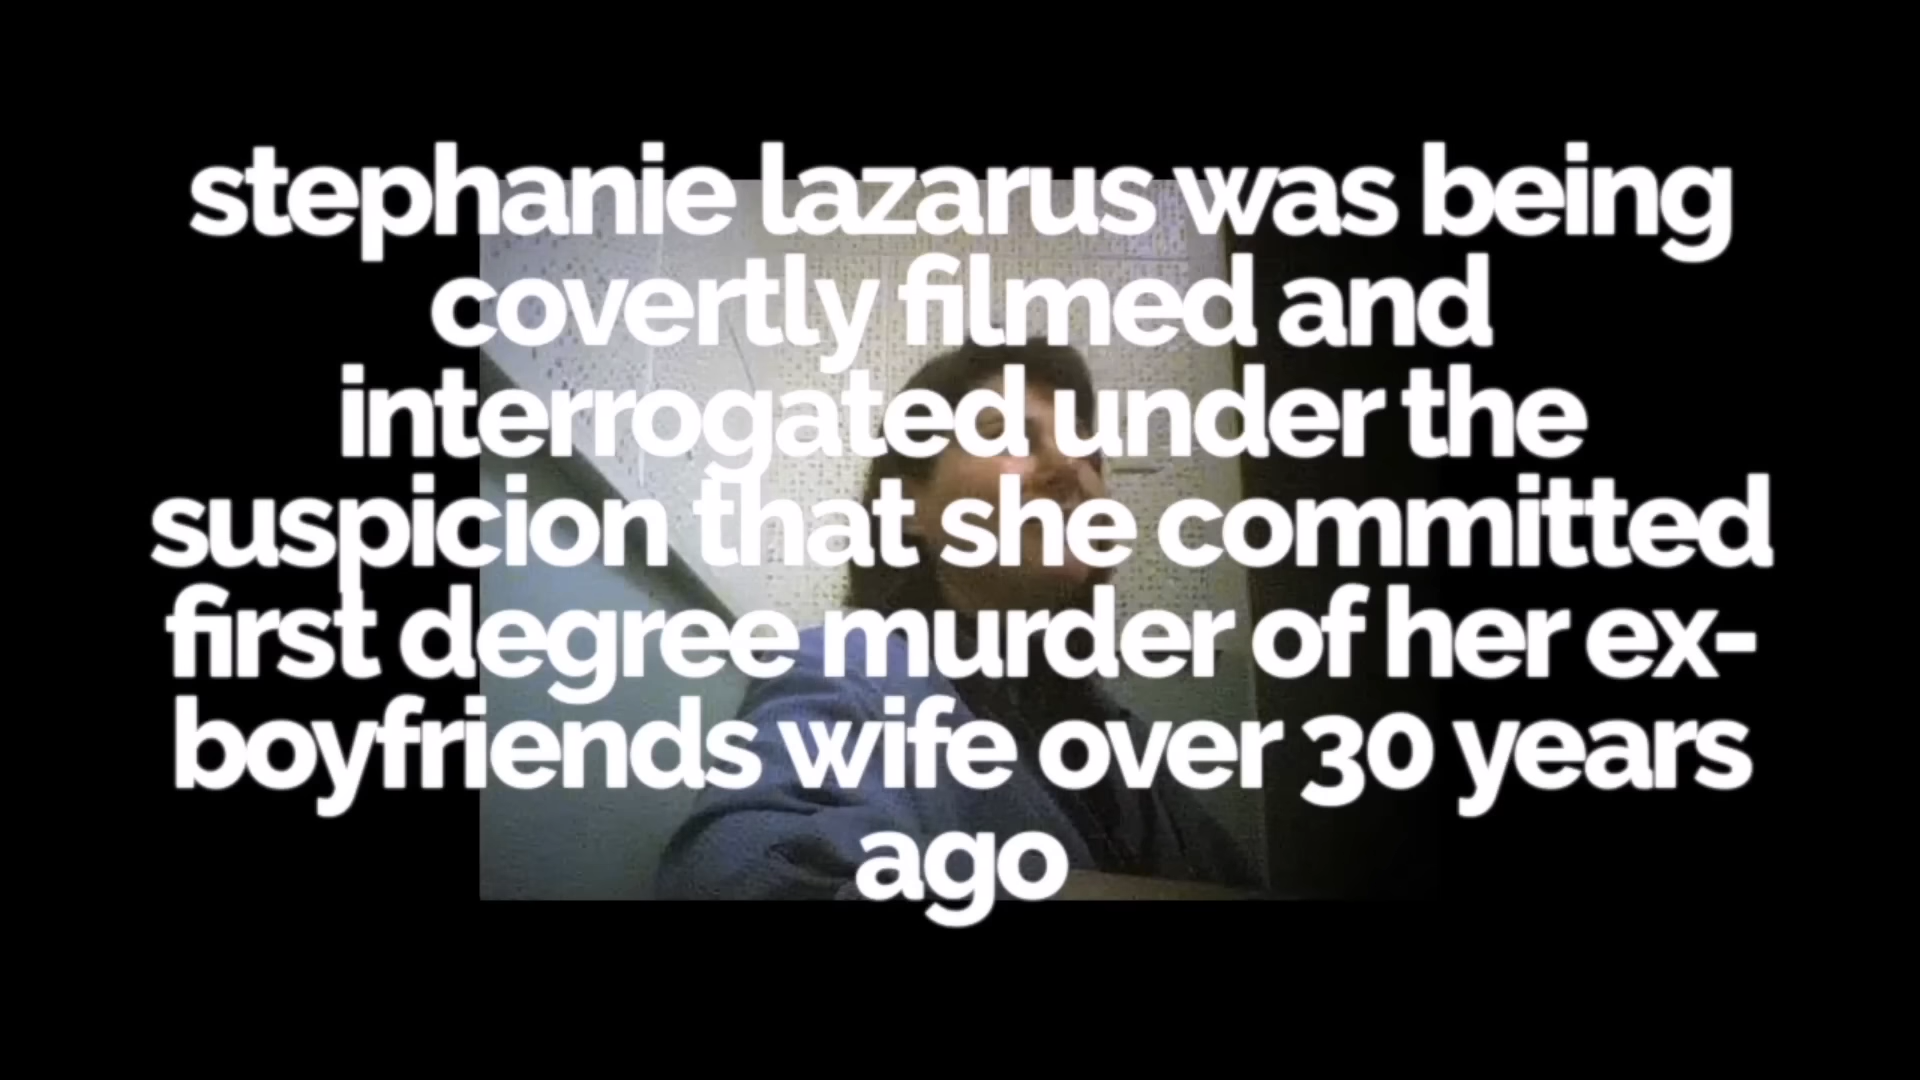 stephanie lazarus was being
covertly filmed and
interrogated under the
suspicion that she committed
first degree murder of her ex-
boyfriends wife over 30 years
ago